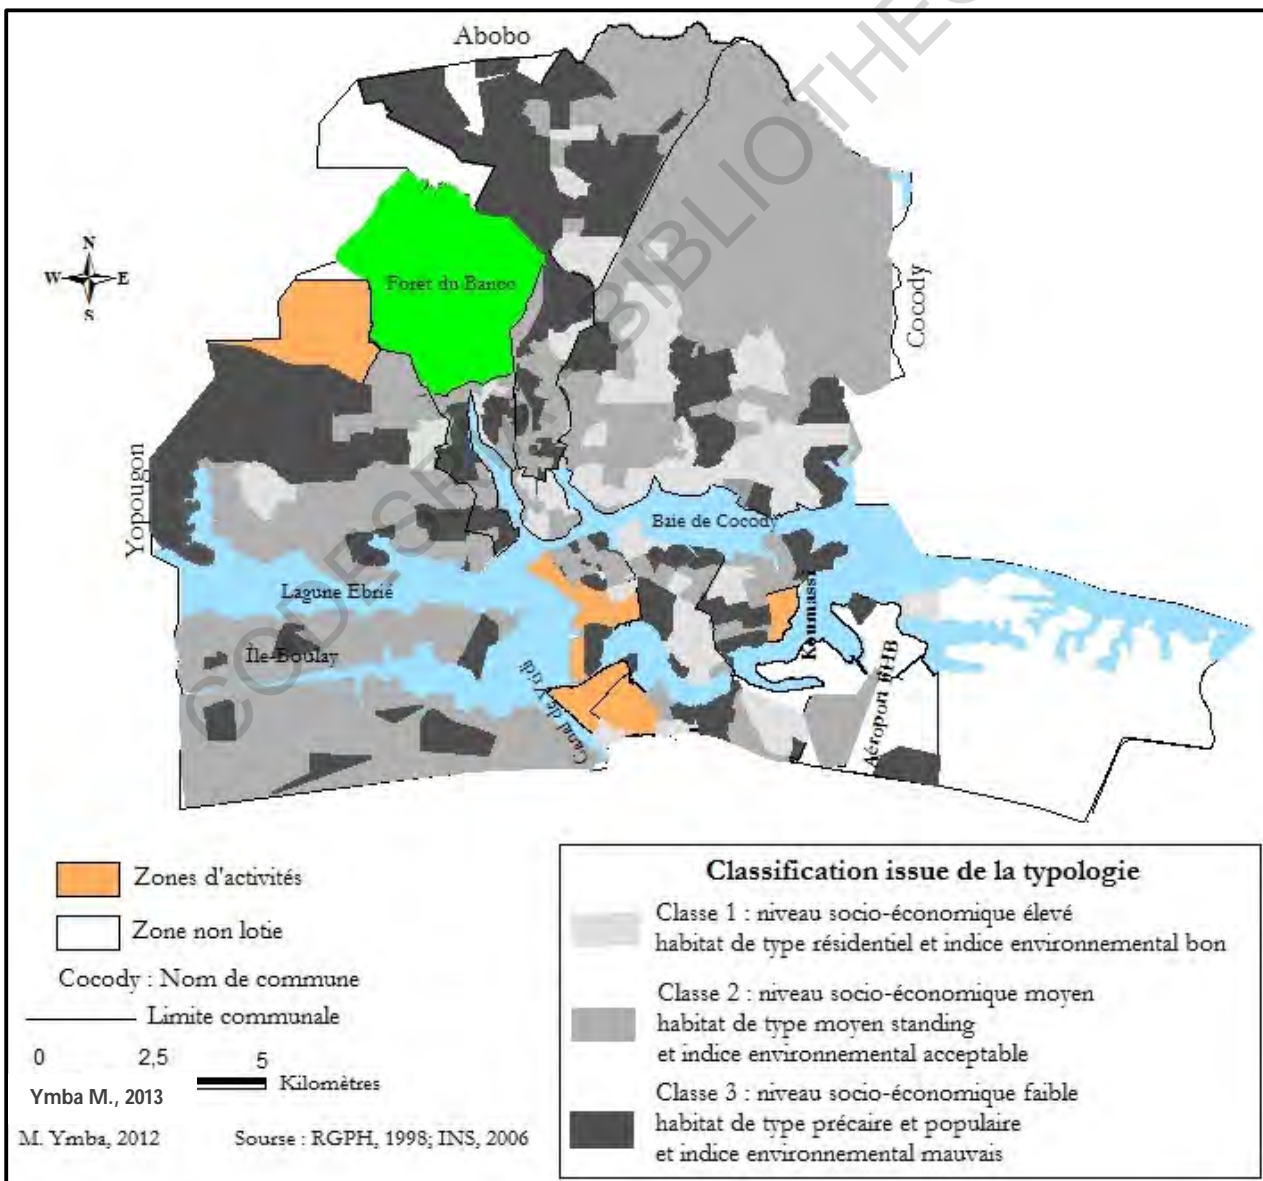 Abobo
N
W E
S
Forêt du Banco
Cocody
Yopougon
Baie de Cocody
Lagune Ebrié
Koumassi
Île Boulay
Canal de Vridi
Aéroport FHB
CODESRIA - BIBLIOTHEQUE
Zones d'activités
Zone non lotie
Cocody : Nom de commune
Limite communale
0 2,5 5
Kilomètres
Ymba M., 2013
M. Ymba, 2012 Sourse : RGPH, 1998; INS, 2006
Classification issue de la typologie
Classe 1 : niveau socio-économique élevé
habitat de type résidentiel et indice environnemental bon
Classe 2 : niveau socio-économique moyen
habitat de type moyen standing
et indice environnemental acceptable
Classe 3 : niveau socio-économique faible
habitat de type précaire et populaire
et indice environnemental mauvais